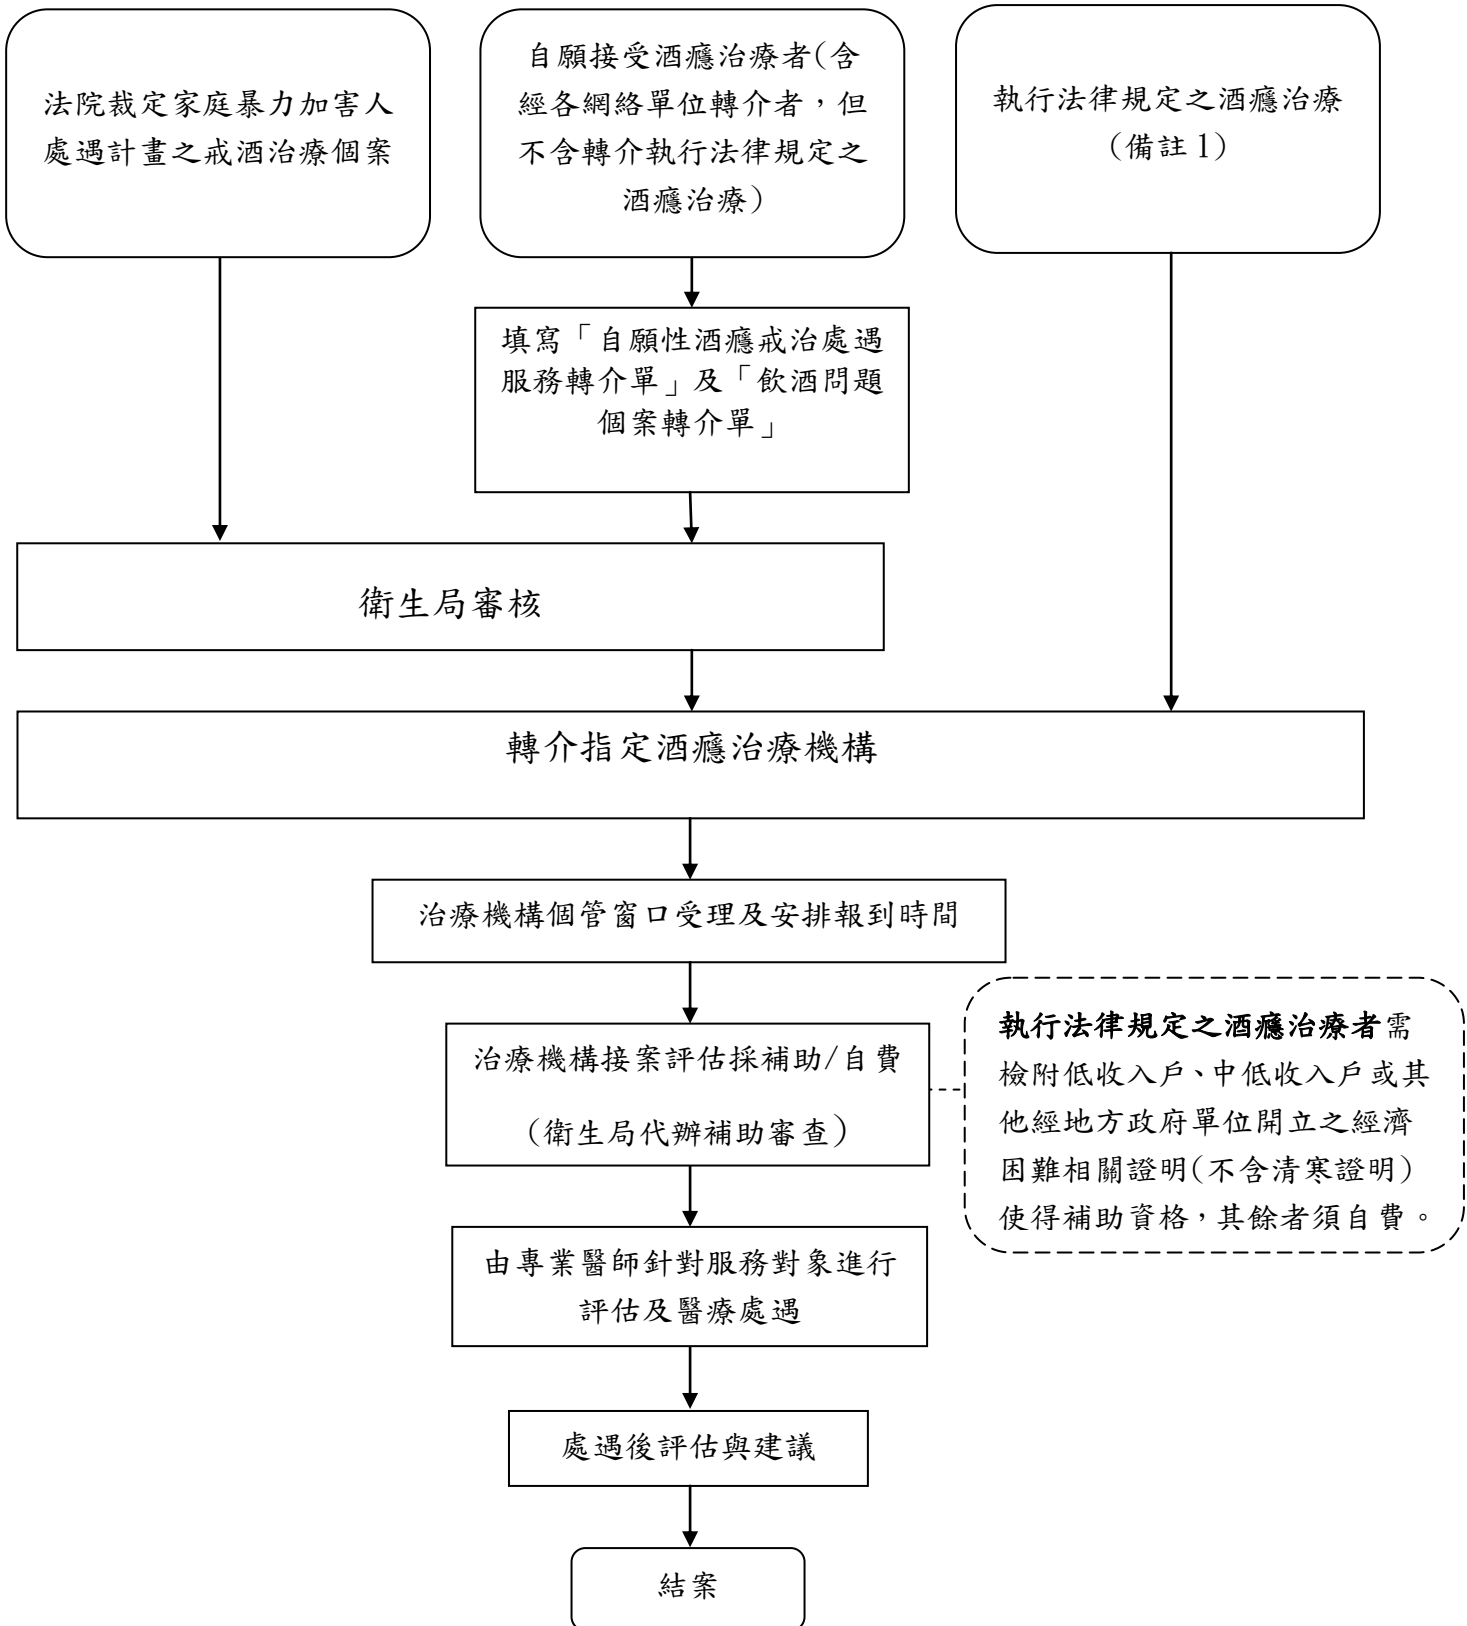 法院裁定家庭暴力加害人
處遇計畫之戒酒治療個案
自願接受酒癮治療者(含
經各網絡單位轉介者，但
不含轉介執行法律規定之
酒癮治療)
執行法律規定之酒癮治療
(備註1)
填寫「自願性酒癮戒治處遇
服務轉介單」及「飲酒問題
個案轉介單」
衛生局審核
轉介指定酒癮治療機構
治療機構個管窗口受理及安排報到時間
治療機構接案評估採補助/自費
(衛生局代辦補助審查)
執行法律規定之酒癮治療者需
檢附低收入戶、中低收入戶或其
他經地方政府單位開立之經濟
困難相關證明(不含清寒證明)
使得補助資格，其餘者須自費。
由專業醫師針對服務對象進行
評估及醫療處遇
處遇後評估與建議
結案